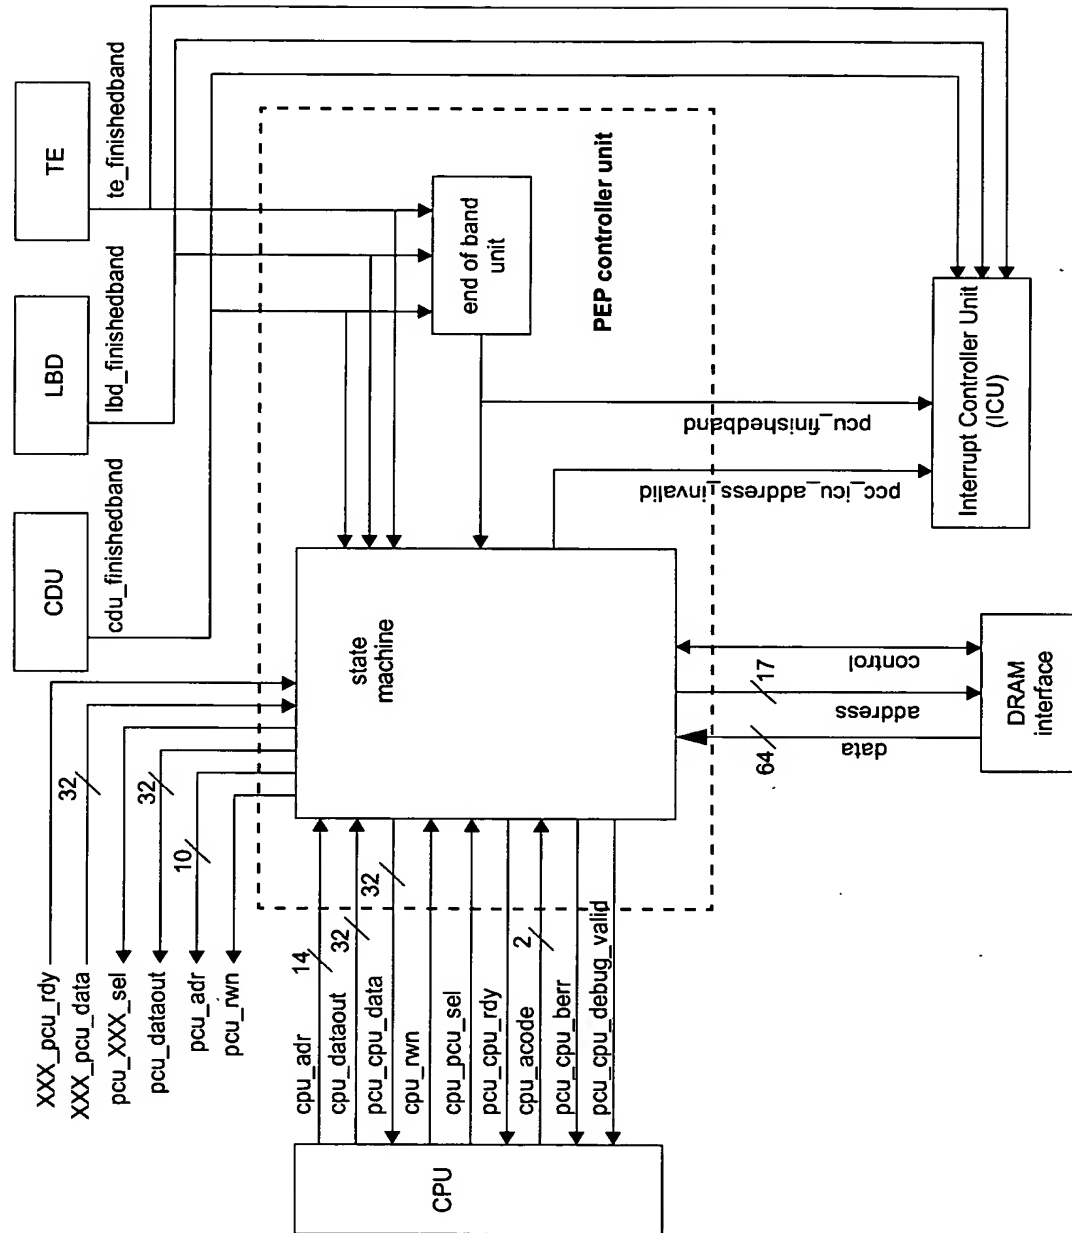 TE
te_finishedband
LBD
lbd_finishedband
CDU
cdu_finishedband
end of band
unit
PEP controller unit
Interrupt Controller Unit
(ICU)
pcu_finishedband
pcc_icu_address_invalid
state
machine
control
17
address
64
data
DRAM
interface
XXX_pcu_rdy
32
XXX_pcu_data
pcu_XXX_sel
32
pcu_dataout
10
pcu_adr
pcu_rwn
14
cpu_adr
32
cpu_dataout
32
pcu_cpu_data
cpu_rwn
cpu_pcu_sel
pcu_cpu_rdy
2
cpu_acode
pcu_cpu_berr
pcu_cpu_debug_valid
CPU